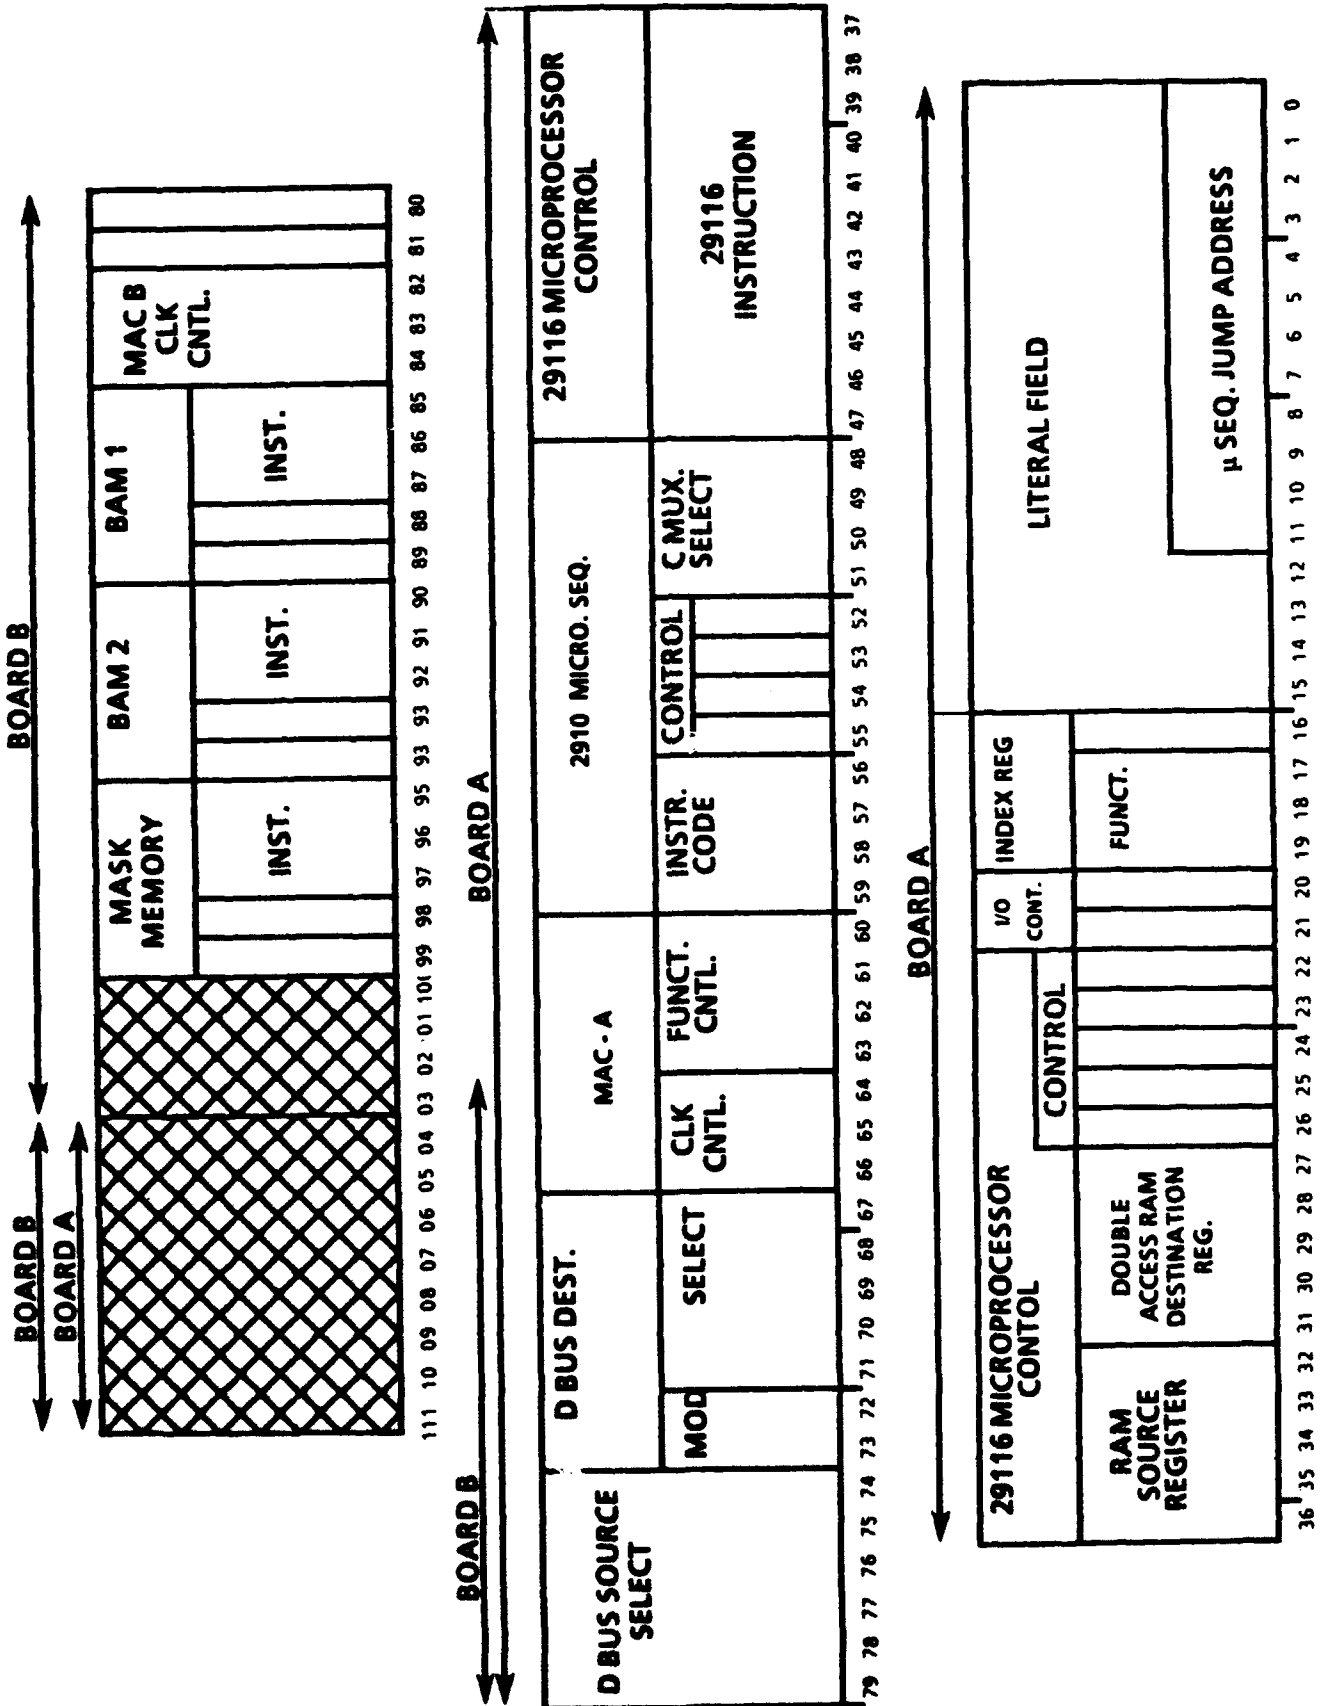 BOARD B
BOARD A
BOARD B
MASK
MEMORY
BAM 2
BAM 1
MAC B
CLK
CNTL.
INST.
INST.
INST.
111 10 09 08 07 06 05 04 03 02 01 10( 99 98 97 96 95 93 93 92 91 90 89 88 87 86 85 84 83 82 81 80
BOARD B
BOARD A
D BUS SOURCE
SELECT
D BUS DEST.
MOD
SELECT
MAC - A
CLK
CNTL.
FUNCT.
CNTL.
2910 MICRO. SEQ.
INSTR.
CODE
CONTROL
C MUX.
SELECT
29116 MICROPROCESSOR
CONTROL
29116
INSTRUCTION
79 78 77 76 75 74 73 72 71 70 69 68 67 66 65 64 63 62 61 60 59 58 57 56 55 54 53 52 51 50 49 48 47 46 45 44 43 42 41 40 39 38 37
BOARD A
29116 MICROPROCESSOR
CONTOL
RAM
SOURCE
REGISTER
DOUBLE
ACCESS RAM
DESTINATION
REG.
CONTROL
I/O
CONT.
INDEX REG
FUNCT.
LITERAL FIELD
µ SEQ. JUMP ADDRESS
36 35 34 33 32 31 30 29 28 27 26 25 24 23 22 21 20 19 18 17 16 15 14 13 12 11 10 9 8 7 6 5 4 3 2 1 0